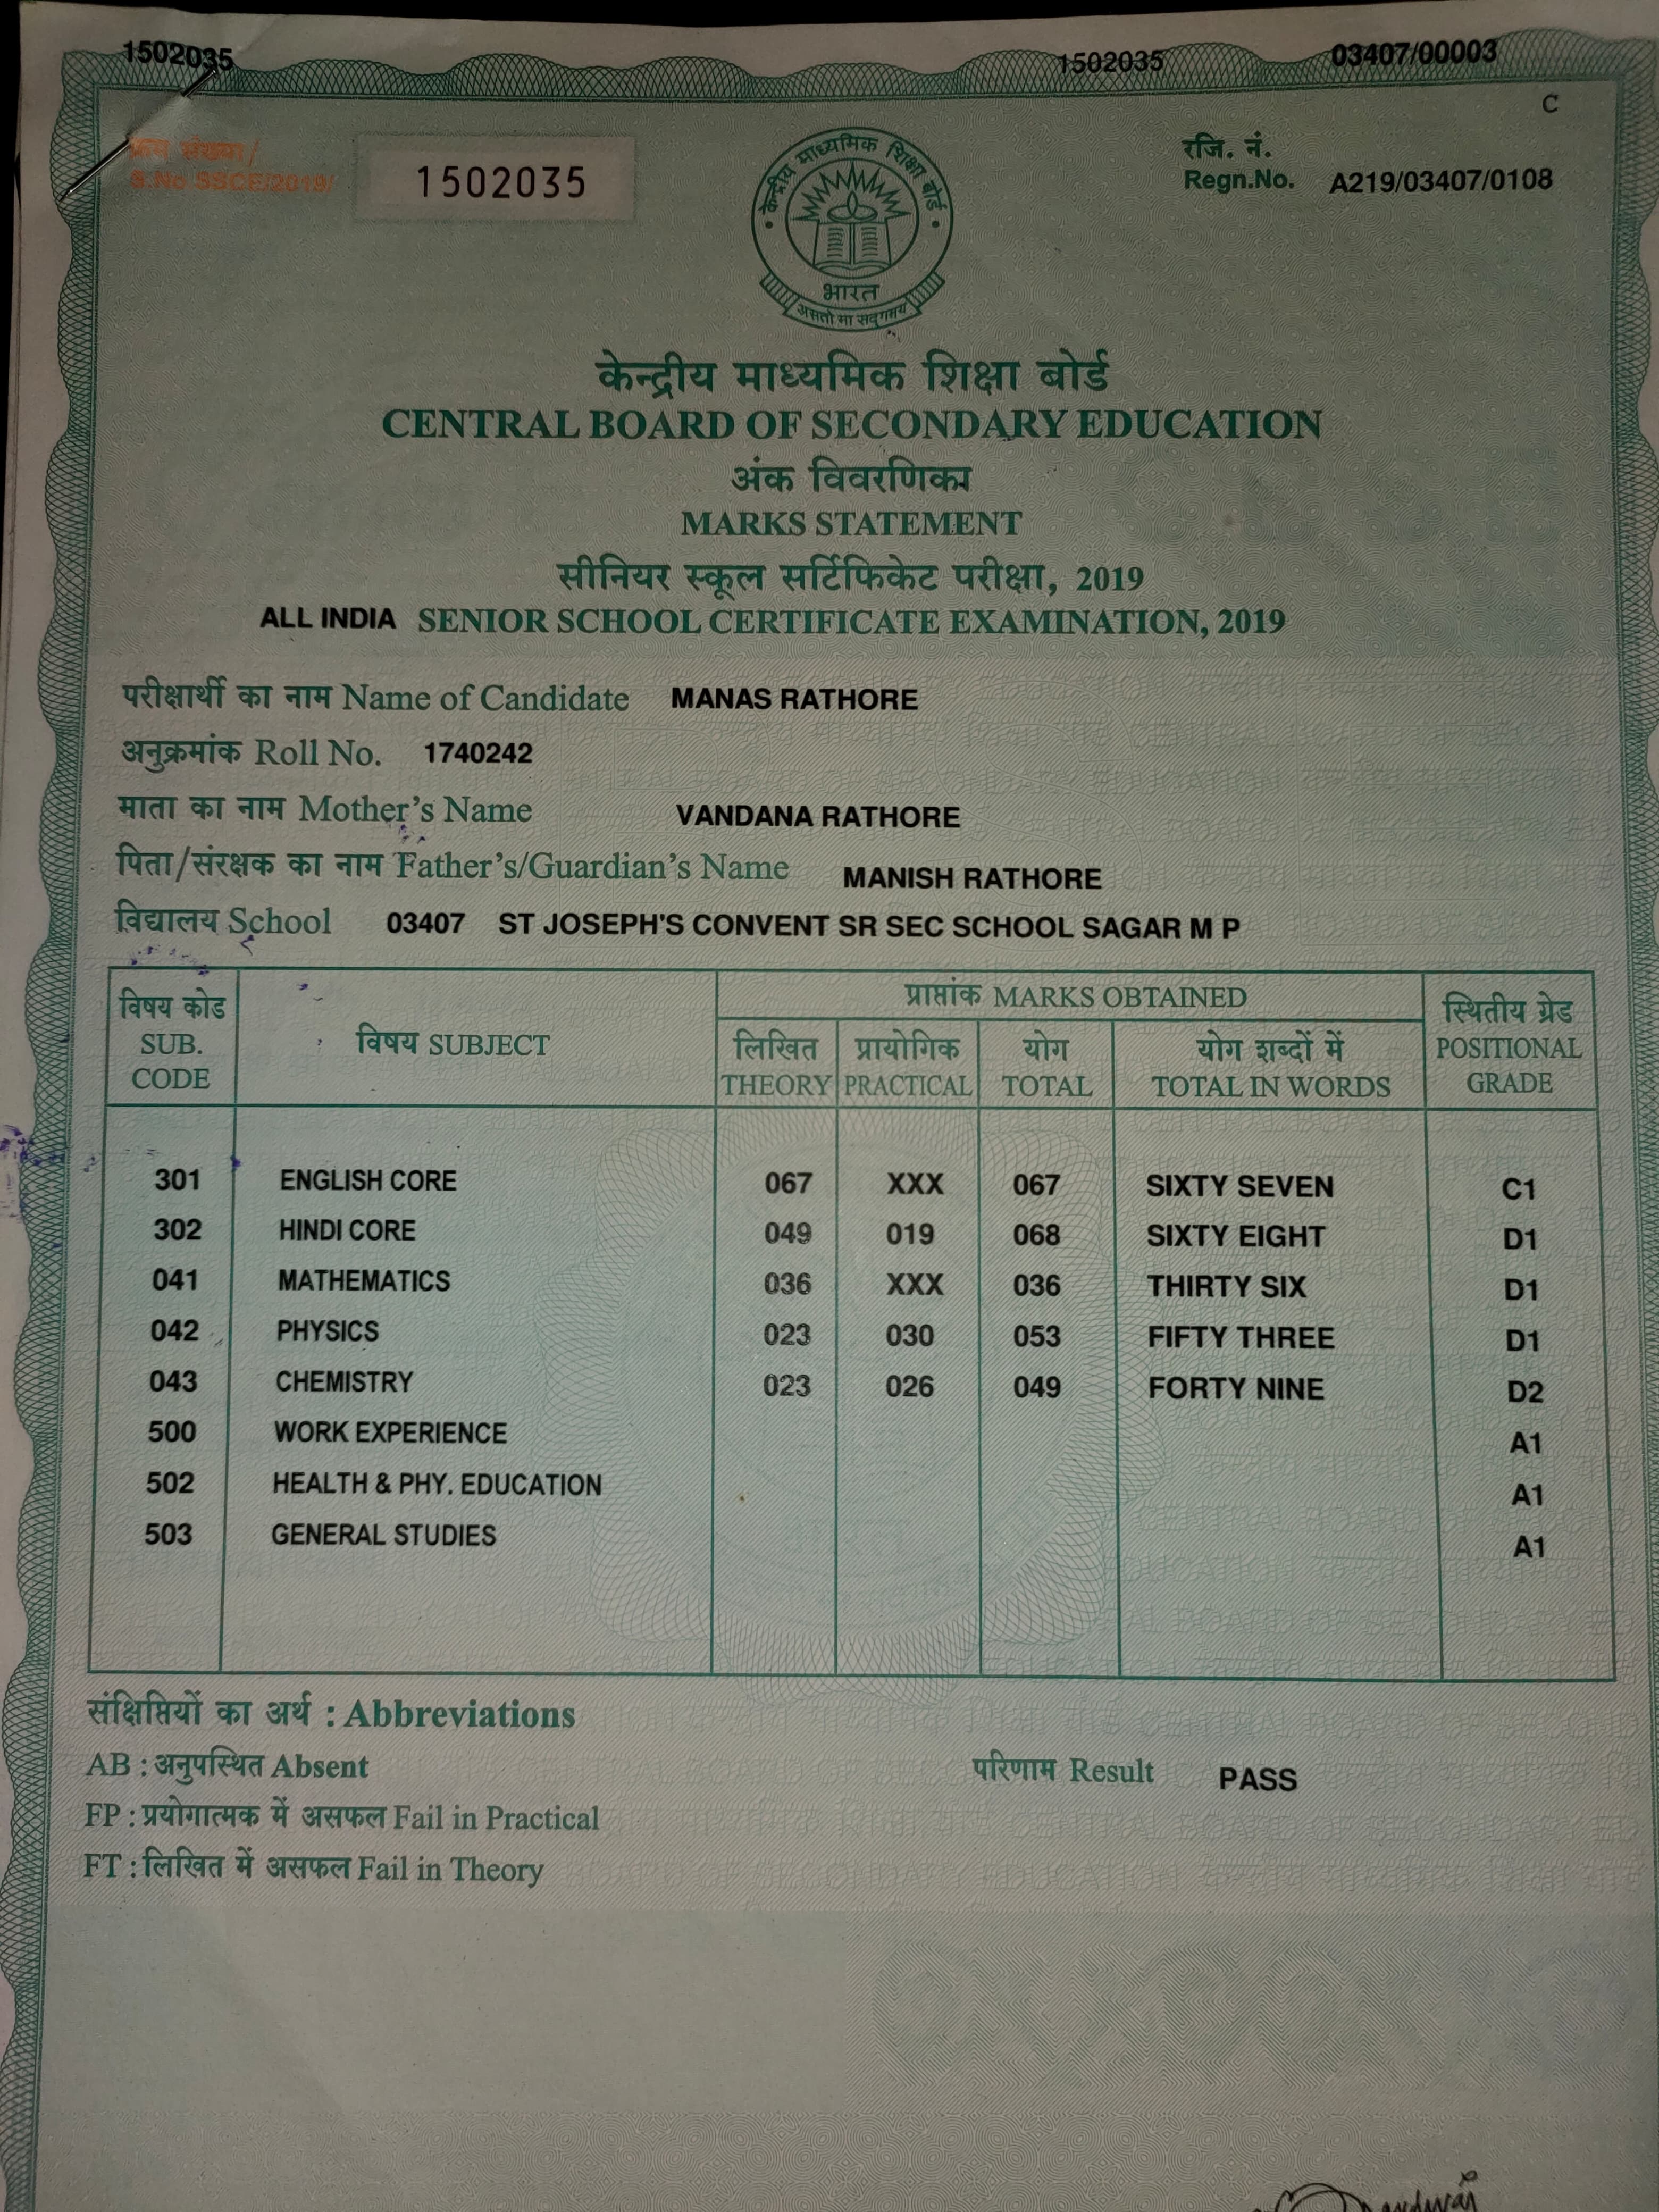 1502035 1502035 03407/00003
C
क्रम संख्या/
S.No SSCE/2019/ 1502035
रजि. नं.
Regn.No. A219/03407/0108
केन्द्रीय माध्यमिक शिक्षा बोर्ड
भारत
असतो मा सद्गमय
केन्द्रीय माध्यमिक शिक्षा बोर्ड
CENTRAL BOARD OF SECONDARY EDUCATION
अंक विवरणिका
MARKS STATEMENT
सीनियर स्कूल सर्टिफिकेट परीक्षा, 2019
ALL INDIA SENIOR SCHOOL CERTIFICATE EXAMINATION, 2019
परीक्षार्थी का नाम Name of Candidate MANAS RATHORE
अनुक्रमांक Roll No. 1740242
माता का नाम Mother's Name VANDANA RATHORE
पिता/संरक्षक का नाम Father's/Guardian's Name MANISH RATHORE
विद्यालय School 03407 ST JOSEPH'S CONVENT SR SEC SCHOOL SAGAR M P
विषय कोड
SUB.
CODE
विषय SUBJECT
प्राप्तांक MARKS OBTAINED
लिखित
THEORY
प्रायोगिक
PRACTICAL
योग
TOTAL
योग शब्दों में
TOTAL IN WORDS
स्थितीय ग्रेड
POSITIONAL
GRADE
301 ENGLISH CORE 067 XXX 067 SIXTY SEVEN C1
302 HINDI CORE 049 019 068 SIXTY EIGHT D1
041 MATHEMATICS 036 XXX 036 THIRTY SIX D1
042 PHYSICS 023 030 053 FIFTY THREE D1
043 CHEMISTRY 023 026 049 FORTY NINE D2
500 WORK EXPERIENCE A1
502 HEALTH & PHY. EDUCATION A1
503 GENERAL STUDIES A1
संक्षिप्तियों का अर्थ : Abbreviations
AB : अनुपस्थित Absent
परिणाम Result PASS
FP : प्रयोगात्मक में असफल Fail in Practical
FT : लिखित में असफल Fail in Theory